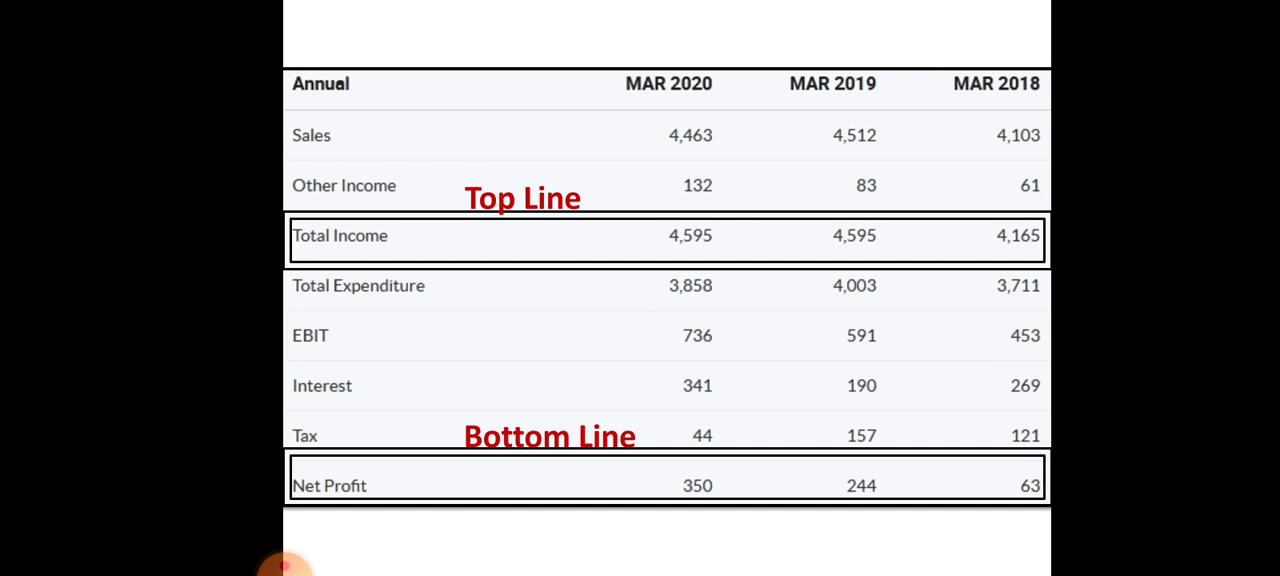 Annual MAR 2020 MAR 2019 MAR 2018
Sales 4,463 4,512 4,103
Other Income 132 83 61
Top Line
Total Income 4,595 4,595 4,165
Total Expenditure 3,858 4,003 3,711
EBIT 736 591 453
Interest 341 190 269
Tax 44 157 121
Bottom Line
Net Profit 350 244 63